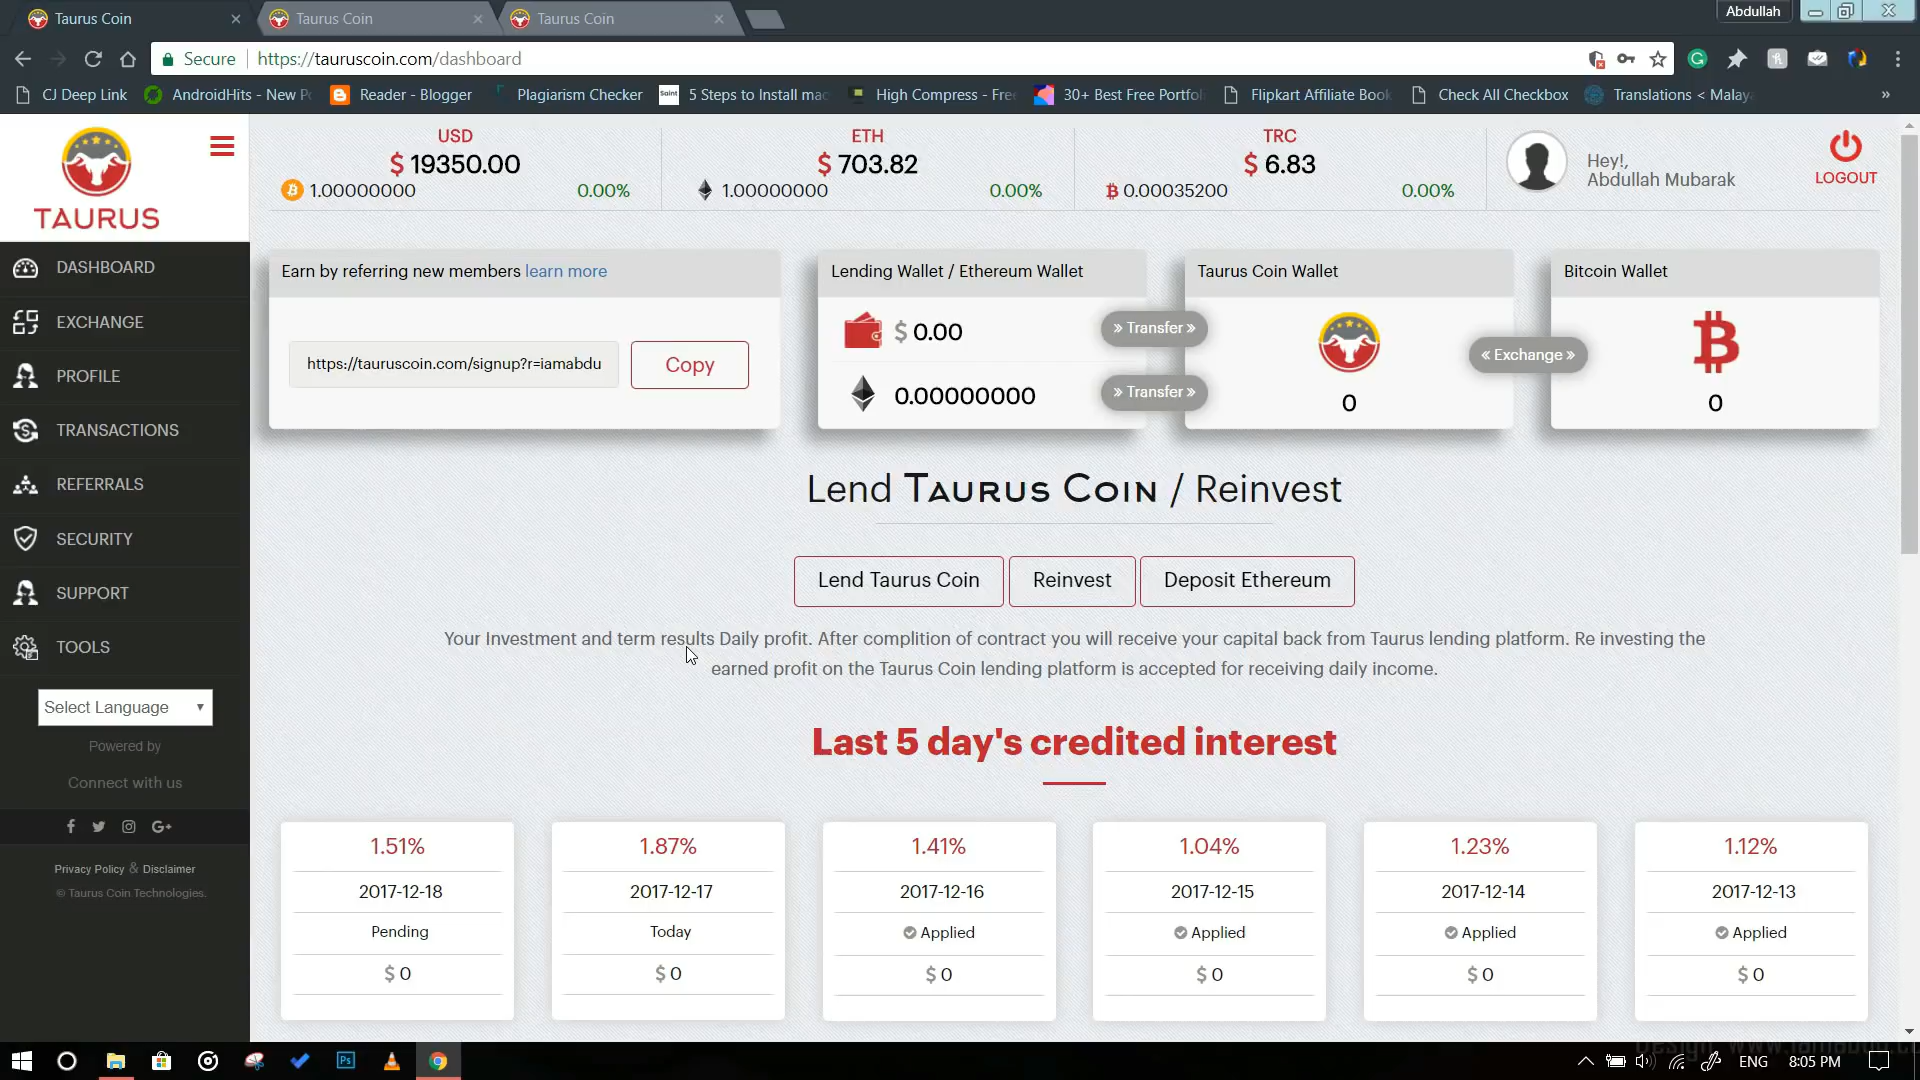 Taurus Coin
Taurus Coin
Taurus Coin
Abdullah
Secure
https://tauruscoin.com/dashboard
CJ Deep Link
AndroidHits - New Po
Reader - Blogger
Plagiarism Checker
5 Steps to Install mac
High Compress - Free
30+ Best Free Portfol
Flipkart Affiliate Book
Check All Checkbox
Translations < Malaya
»
TAURUS
USD
$ 19350.00
1.00000000 0.00%
ETH
$ 703.82
1.00000000 0.00%
TRC
$ 6.83
0.00035200 0.00%
Hey!,
Abdullah Mubarak
LOGOUT
DASHBOARD
EXCHANGE
PROFILE
TRANSACTIONS
REFERRALS
SECURITY
SUPPORT
TOOLS
Select Language
Powered by
Connect with us
Privacy Policy & Disclaimer
© Taurus Coin Technologies.
Earn by referring new members learn more
https://tauruscoin.com/signup?r=iamabdu
Copy
Lending Wallet / Ethereum Wallet
$ 0.00
» Transfer »
0.00000000
» Transfer »
Taurus Coin Wallet
0
« Exchange »
Bitcoin Wallet
0
Lend Taurus Coin / Reinvest
Lend Taurus Coin
Reinvest
Deposit Ethereum
Your Investment and term results Daily profit. After complition of contract you will receive your capital back from Taurus lending platform. Re investing the
earned profit on the Taurus Coin lending platform is accepted for receiving daily income.
Last 5 day's credited interest
1.51%
2017-12-18
Pending
$ 0
1.87%
2017-12-17
Today
$ 0
1.41%
2017-12-16
Applied
$ 0
1.04%
2017-12-15
Applied
$ 0
1.23%
2017-12-14
Applied
$ 0
1.12%
2017-12-13
Applied
$ 0
Ps
ENG
8:05 PM